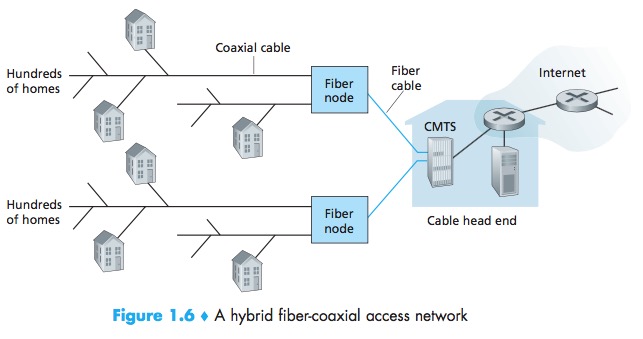 Coaxial cable
Hundreds
of homes
Fiber
node
Fiber
cable
Internet
CMTS
Hundreds
of homes
Fiber
node
Cable head end
Figure 1.6 ♦ A hybrid fiber-coaxial access network